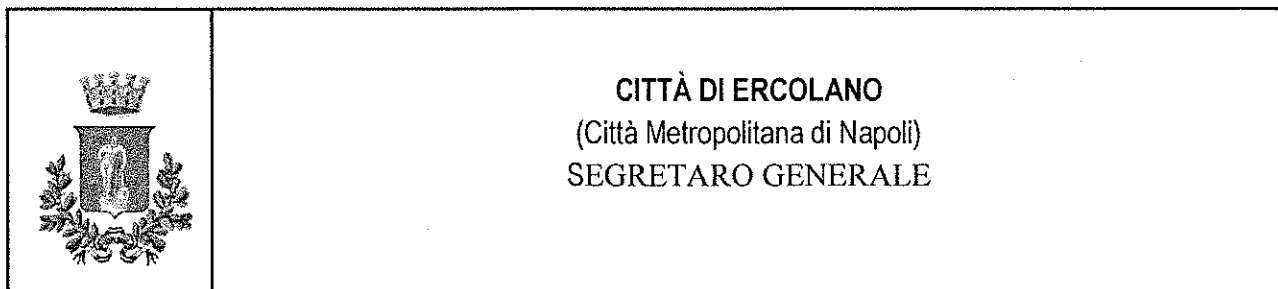 CITTÀ DI ERCOLANO
(Città Metropolitana di Napoli)
SEGRETARO GENERALE